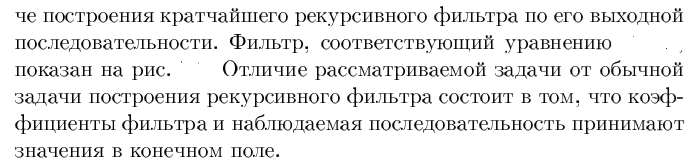 че построения кратчайшего рекурсивного фильтра по его выходной
последовательности. Фильтр, соответствующий уравнению
показан на рис. Отличие рассматриваемой задачи от обычной
задачи построения рекурсивного фильтра состоит в том, что коэф-
фициенты фильтра и наблюдаемая последовательность принимают
значения в конечном поле.